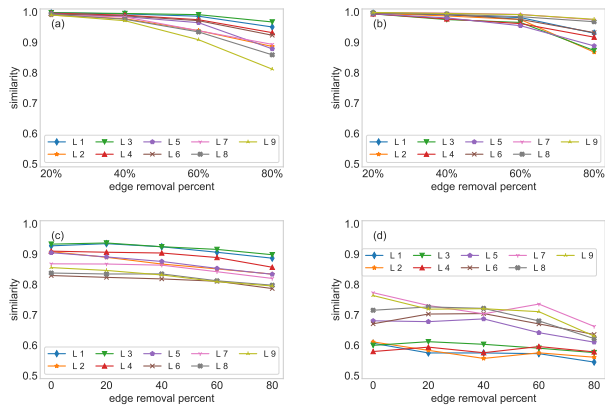 1.0
0.9
0.8
0.7
0.6
0.5
similarity
(a)
L 1 L 3 L 5 L 7 L 9
L 2 L 4 L 6 L 8
20% 40% 60% 80%
edge removal percent
1.0
0.9
0.8
0.7
0.6
0.5
similarity
(b)
L 1 L 3 L 5 L 7 L 9
L 2 L 4 L 6 L 8
20% 40% 60% 80%
edge removal percent
1.0
0.9
0.8
0.7
0.6
0.5
similarity
(c)
L 1 L 3 L 5 L 7 L 9
L 2 L 4 L 6 L 8
0 20 40 60 80
edge removal percent
1.0
0.9
0.8
0.7
0.6
0.5
similarity
(d)
L 1 L 3 L 5 L 7 L 9
L 2 L 4 L 6 L 8
0 20 40 60 80
edge removal percent